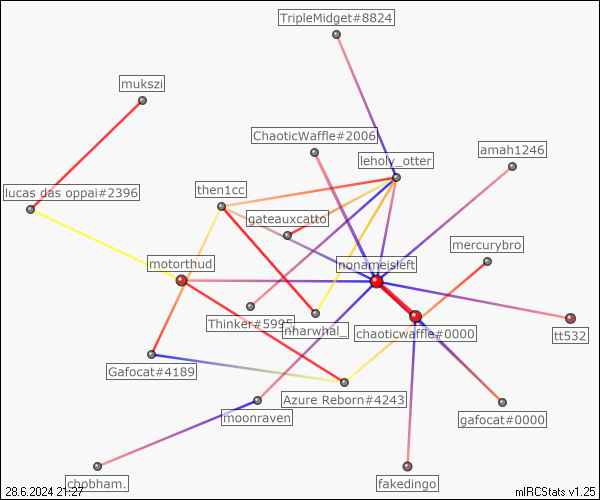 TripleMidget#8824
mukszi
ChaoticWaffle#2006
amah1246
leholy_otter
lucas das oppai#2396
then1cc
gateauxcatto
mercurybro
motorthud
nonameisleft
Thinker#5995
nharwhal_
chaoticwaffle#0000
tt532
Gafocat#4189
Azure Reborn#4243
moonraven
gafocat#0000
chobham.
fakedingo
28.6.2024 21:27
mIRCStats v1.25